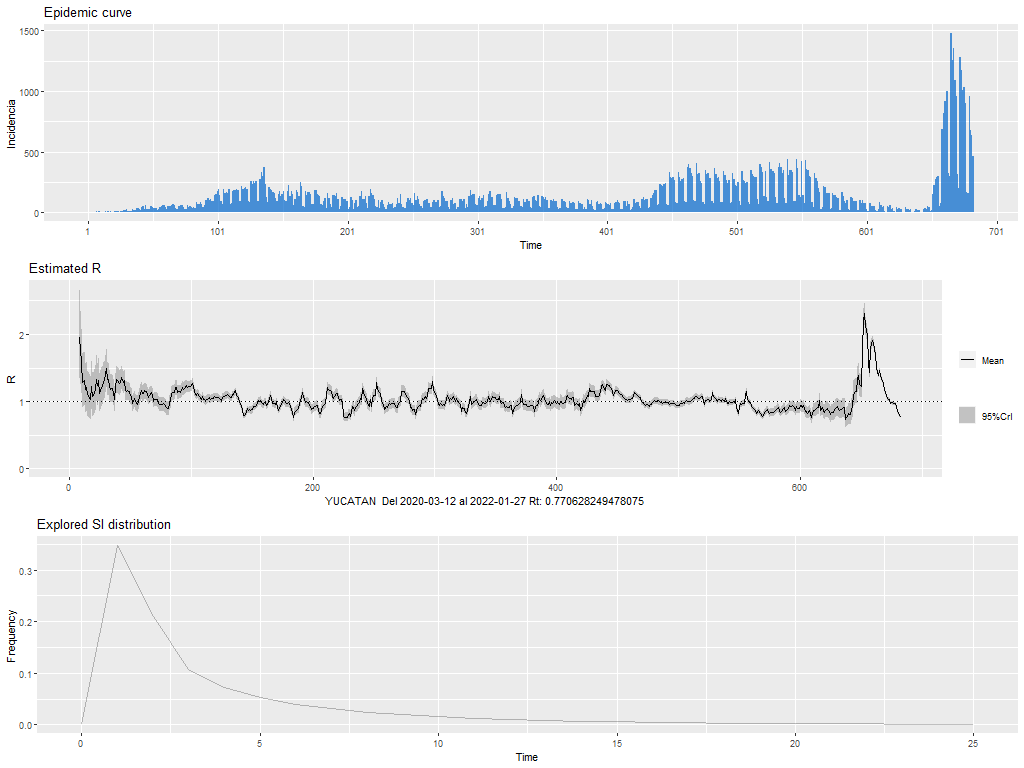 Epidemic curve
1500
1000
500
0
Incidencia
1 101 201 301 401 501 601 701
Time
Estimated R
2
1
0
R
Mean
95%CrI
0 200 400 600
YUCATAN Del 2020-03-12 al 2022-01-27 Rt: 0.770628249478075
Explored SI distribution
0.3
0.2
0.1
0.0
Frequency
0 5 10 15 20 25
Time